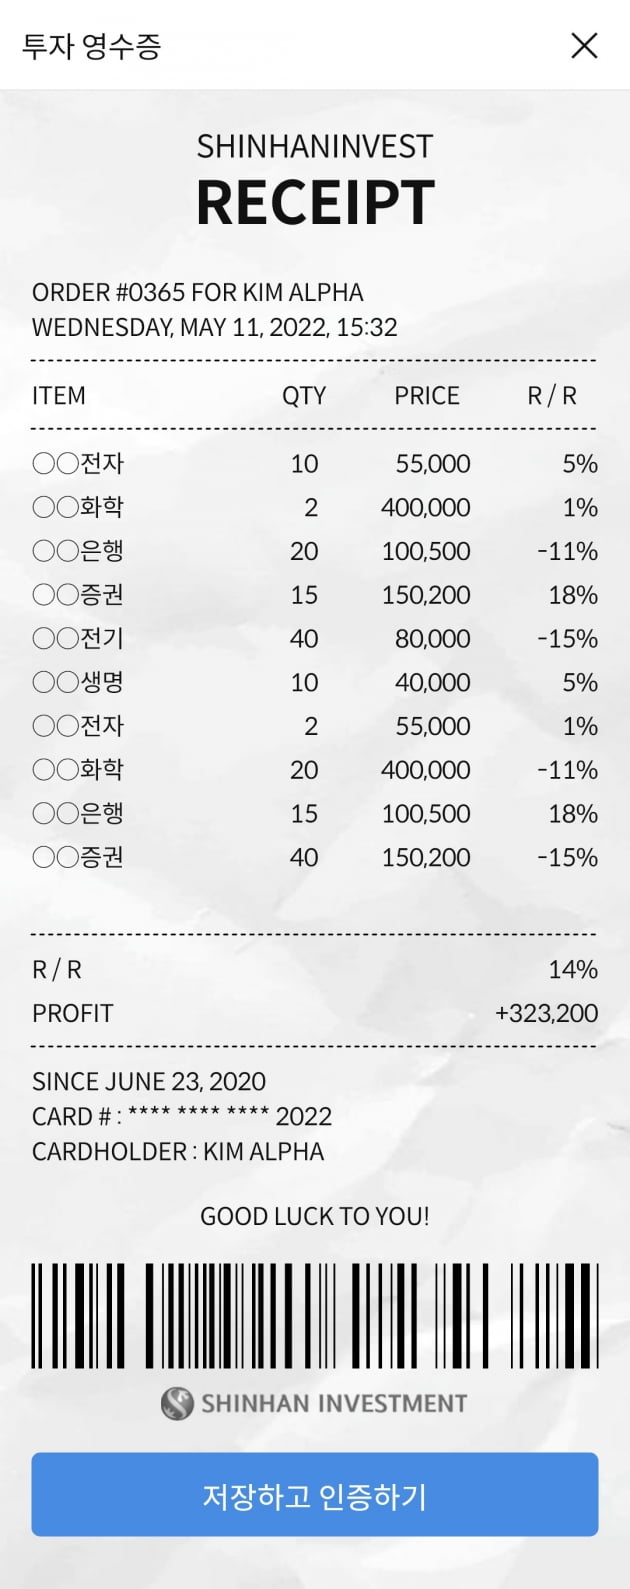 투자 영수증
SHINHANINVEST
RECEIPT
ORDER #0365 FOR KIM ALPHA
WEDNESDAY, MAY 11, 2022, 15:32
ITEM QTY PRICE R / R
○○전자 10 55,000 5%
○○화학 2 400,000 1%
○○은행 20 100,500 -11%
○○증권 15 150,200 18%
○○전기 40 80,000 -15%
○○생명 10 40,000 5%
○○전자 2 55,000 1%
○○화학 20 400,000 -11%
○○은행 15 100,500 18%
○○증권 40 150,200 -15%
R / R 14%
PROFIT +323,200
SINCE JUNE 23, 2020
CARD # : **** **** **** 2022
CARDHOLDER : KIM ALPHA
GOOD LUCK TO YOU!
SHINHAN INVESTMENT
저장하고 인증하기